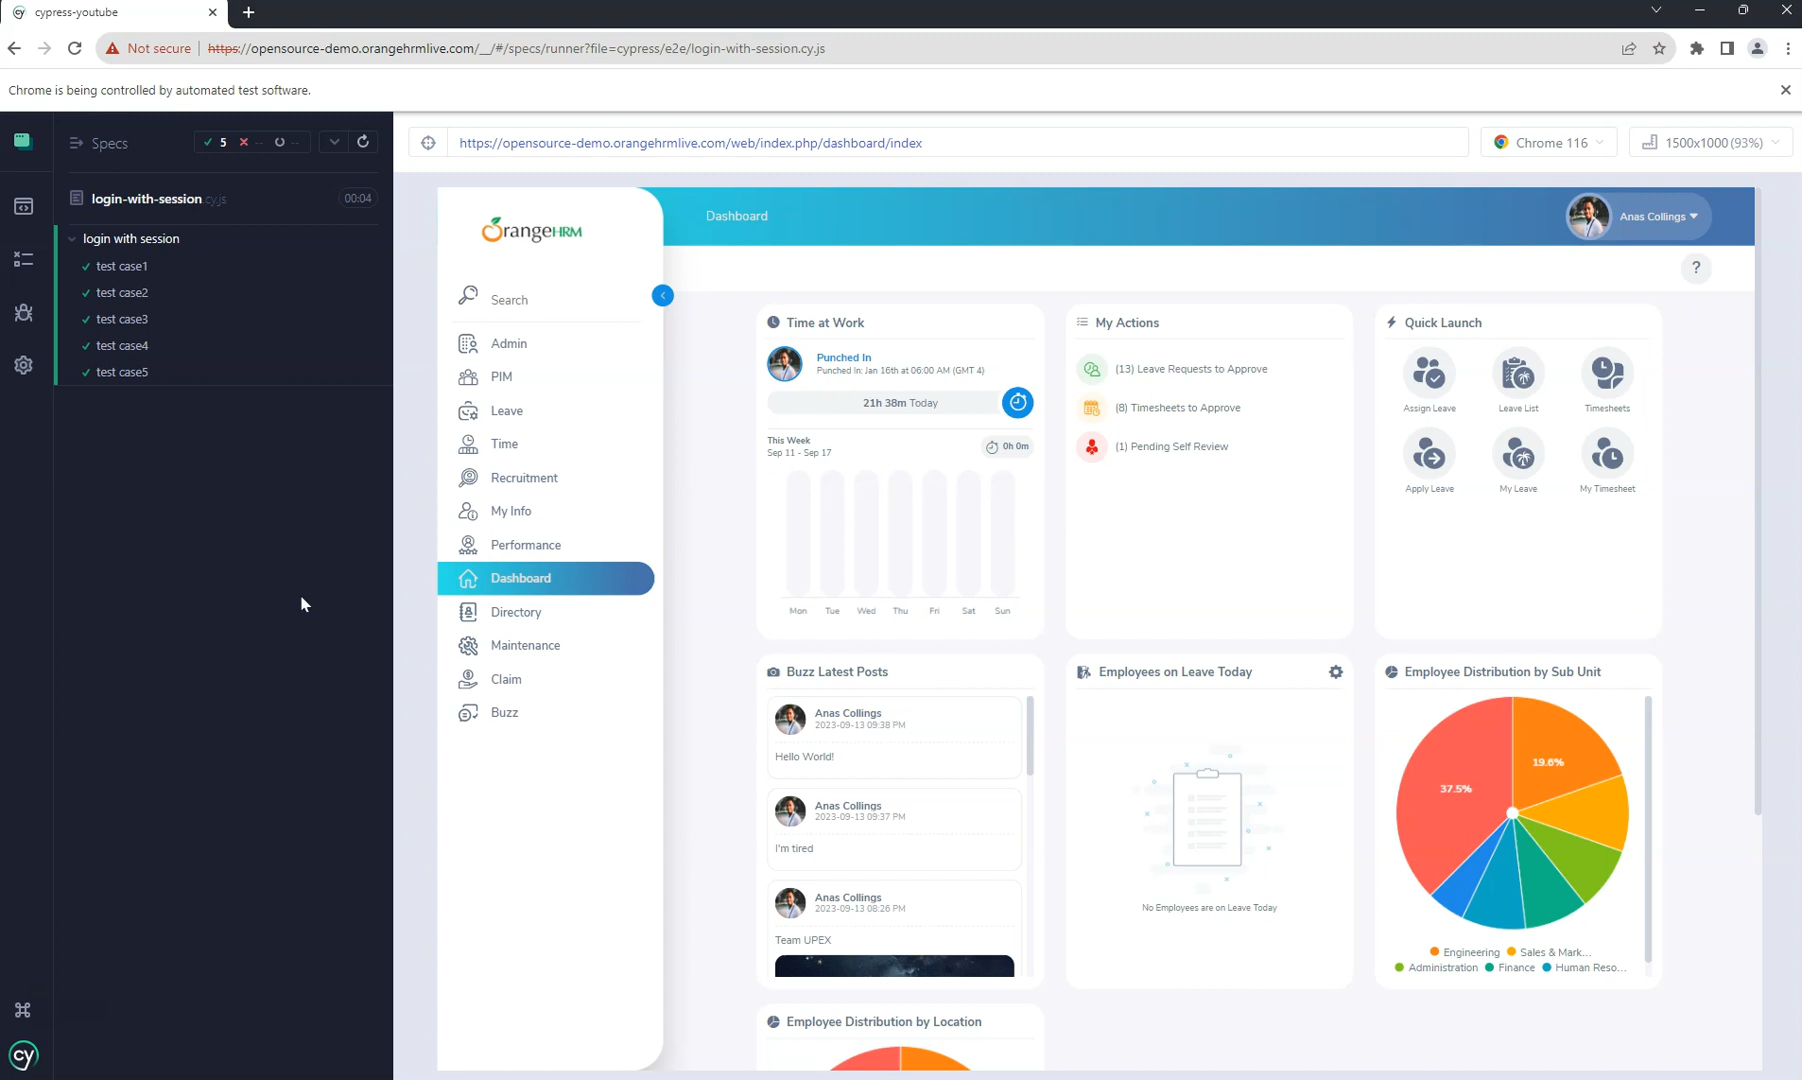 cypress-youtube
Not secure
https://opensource-demo.orangehrmlive.com/__/#/specs/runner?file=cypress/e2e/login-with-session.cy.js
Chrome is being controlled by automated test software.
Specs
5 -- --
login-with-session.cy.js 00:04
login with session
test case1
test case2
test case3
test case4
test case5
cy
https://opensource-demo.orangehrmlive.com/web/index.php/dashboard/index
Chrome 116
1500x1000 (93%)
OrangeHRM
Search
Admin
PIM
Leave
Time
Recruitment
My Info
Performance
Dashboard
Directory
Maintenance
Claim
Buzz
Dashboard
Anas Collings
?
Time at Work
Punched In
Punched In: Jan 16th at 06:00 AM (GMT 4)
21h 38m Today
This Week
Sep 11 - Sep 17
0h 0m
Mon Tue Wed Thu Fri Sat Sun
My Actions
(13) Leave Requests to Approve
(8) Timesheets to Approve
(1) Pending Self Review
Quick Launch
Assign Leave Leave List Timesheets
Apply Leave My Leave My Timesheet
Buzz Latest Posts
Anas Collings
2023-09-13 09:38 PM
Hello World!
Anas Collings
2023-09-13 09:37 PM
I'm tired
Anas Collings
2023-09-13 08:26 PM
Team UPEX
Employees on Leave Today
No Employees are on Leave Today
Employee Distribution by Sub Unit
19.6%
37.5%
Engineering Sales & Mark...
Administration Finance Human Reso...
Employee Distribution by Location